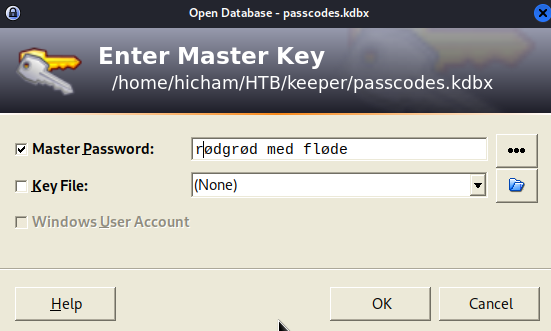 Open Database - passcodes.kdbx
Enter Master Key
/home/hicham/HTB/keeper/passcodes.kdbx
Master Password: rødgrød med fløde
Key File: (None)
Windows User Account
Help OK Cancel